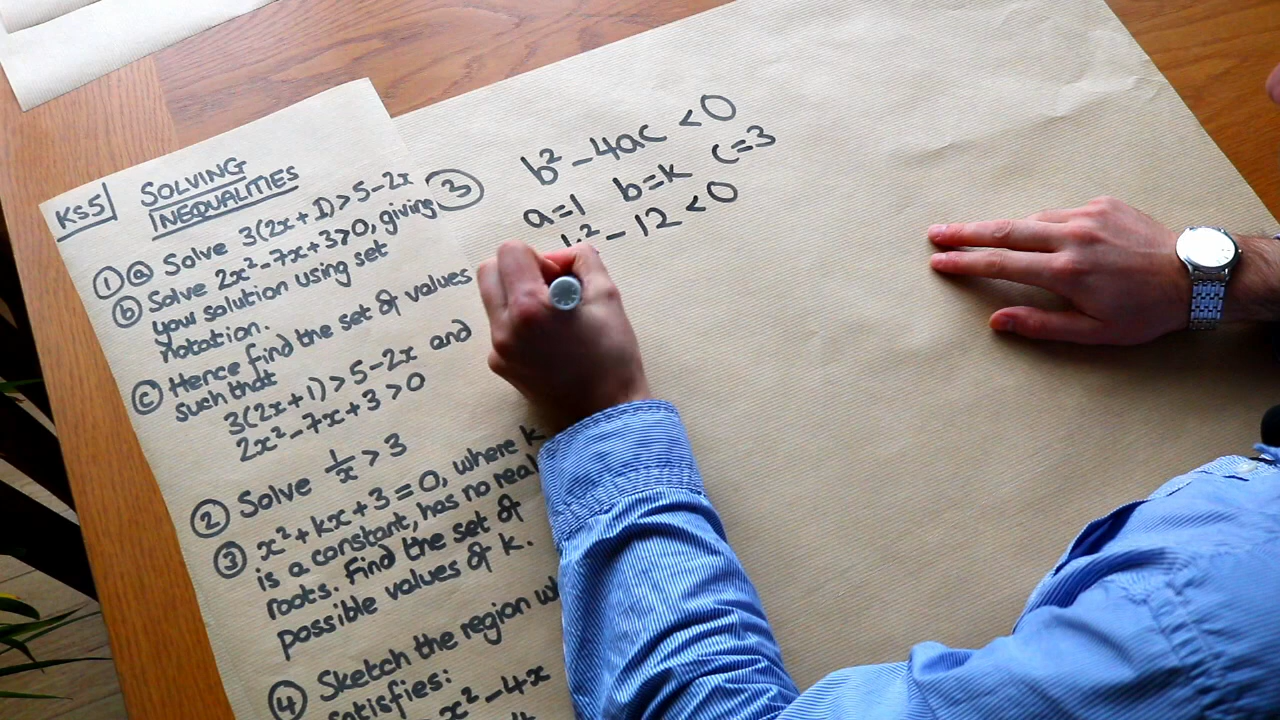 KS5
SOLVING
INEQUALITIES
① ⓐ Solve 3(2x+1)>5-2x
ⓑ Solve 2x²-7x+3>0, giving
your solution using set
notation.
ⓒ Hence find the set of values
such that
3(2x+1)>5-2x and
2x²-7x+3>0
② Solve 1/x > 3
③ x²+kx+3=0, where k
is a constant, has no real
roots. Find the set of
possible values of k.
④ Sketch the region
satisfies:
x²-4x
③ b²-4ac <0
a=1 b=k c=3
k²-12<0